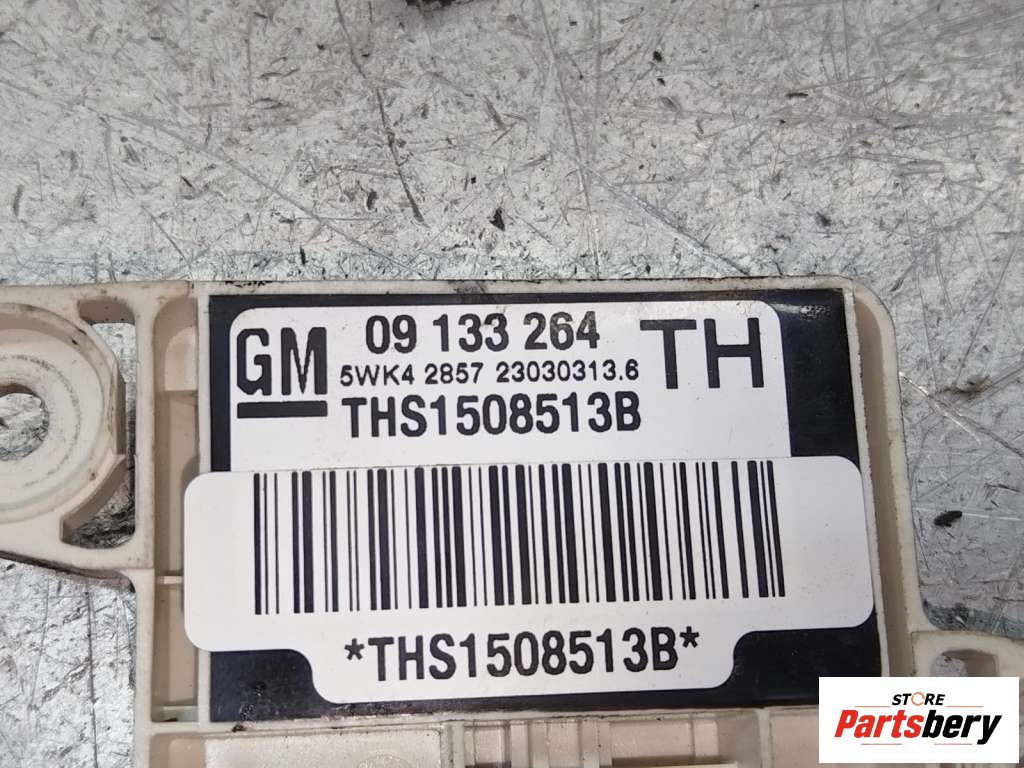 GM 09 133 264 TH
5WK4 2857 23030313.6
THS1508513B
*THS1508513B*
STORE
Partsbery